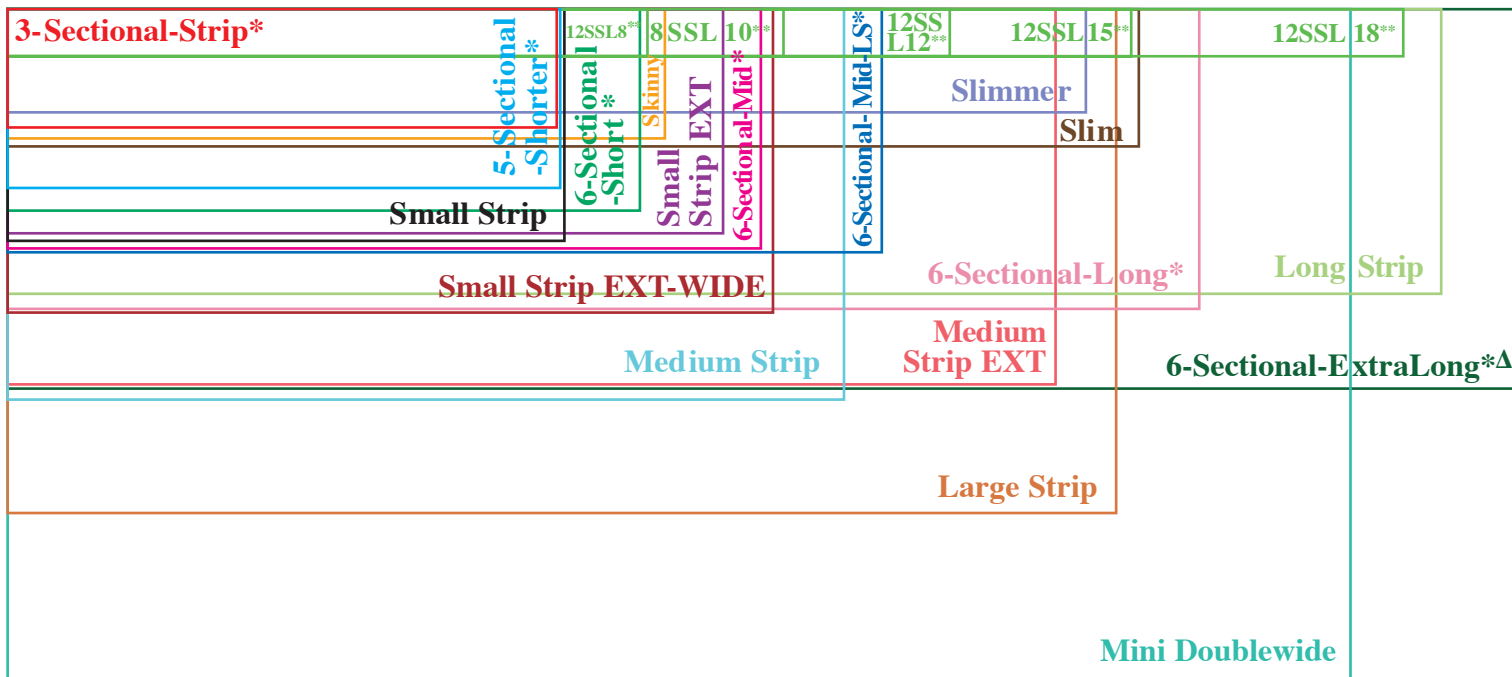 3-Sectional-Strip*
12SSL8**
8 SSL 10**
12SS
L12**
12SSL 15**
12SSL 18**
5-Sectional
-Shorter*
6-Sectional
-Short *
Skinny
Small
Strip EXT
6-Sectional-Mid*
6-Sectional-Mid-LS*
Slimmer
Slim
Small Strip
Small Strip EXT-WIDE
6-Sectional-Long*
Long Strip
Medium Strip
Medium
Strip EXT
6-Sectional-ExtraLong*Δ
Large Strip
Mini Doublewide